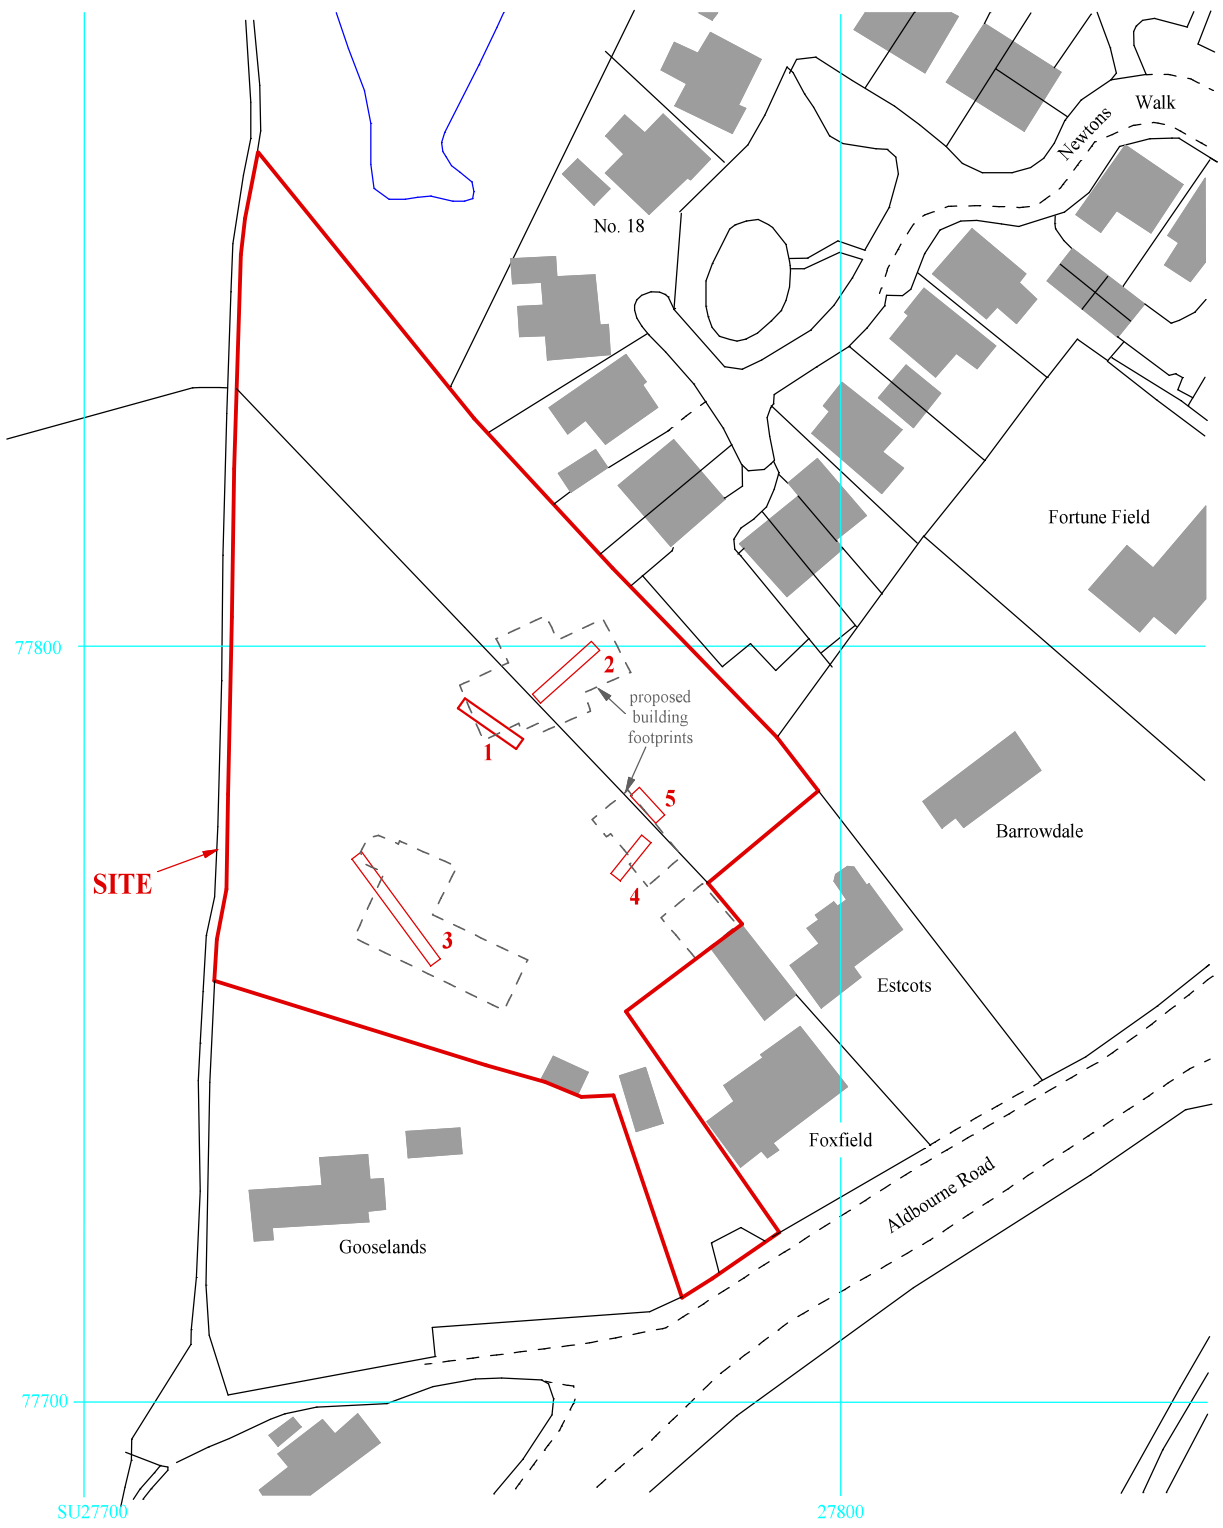 Walk
Newtons
No. 18
Fortune Field
77800
2
proposed
building
footprints
1
5
Barrowdale
SITE
4
3
Estcots
Foxfield
Aldbourne Road
Gooselands
77700
SU27700
27800